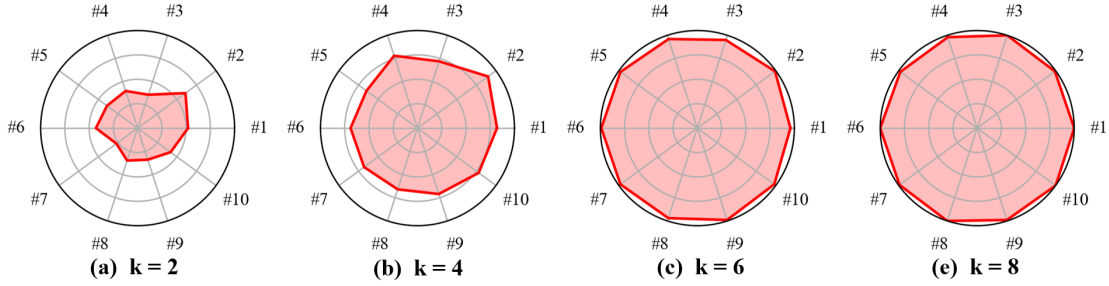 #4 #3 #4 #3 #4 #3 #4 #3
#5 #2 #5 #2 #5 #2 #5 #2
#6 #1 #6 #1 #6 #1 #6 #1
#7 #10 #7 #10 #7 #10 #7 #10
#8 #9 #8 #9 #8 #9 #8 #9
(a) k = 2 (b) k = 4 (c) k = 6 (e) k = 8